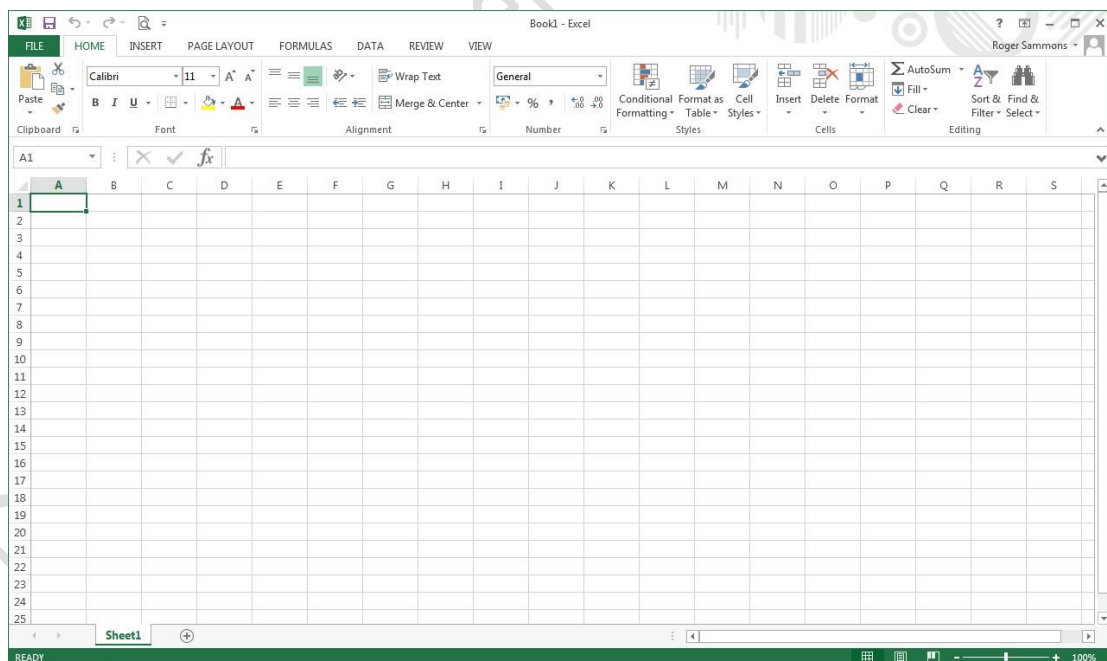 Book1 - Excel
?
FILE HOME INSERT PAGE LAYOUT FORMULAS DATA REVIEW VIEW
Roger Sammons
Paste
Clipboard
Calibri 11 A A
B I U A
Font
Wrap Text
Merge & Center
Alignment
General
% , .00 .00
Number
Conditional Formatting
Format as Table
Cell Styles
Styles
Insert Delete Format
Cells
AutoSum
Fill
Clear
Sort & Filter
Find & Select
Editing
A1 fx
A B C D E F G H I J K L M N O P Q R S
1
2
3
4
5
6
7
8
9
10
11
12
13
14
15
16
17
18
19
20
21
22
23
24
25
Sheet1
READY
100%